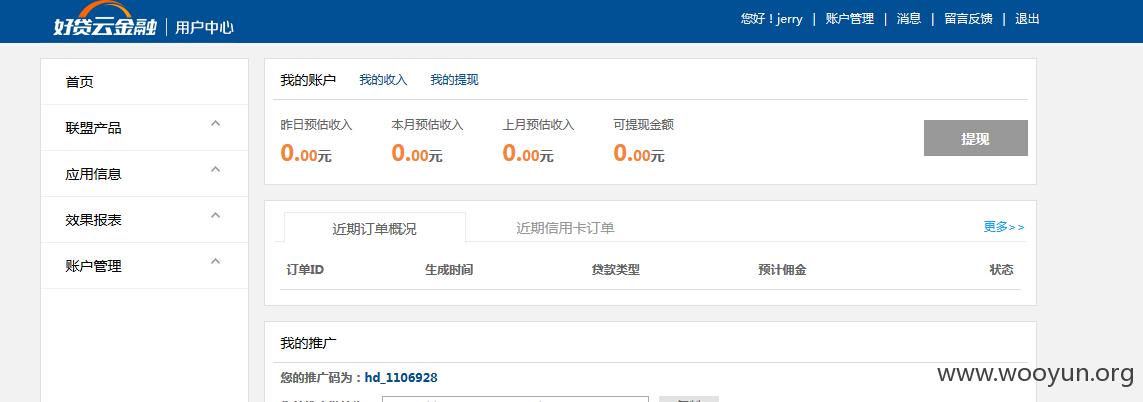 好贷云金融 | 用户中心
您好！jerry | 账户管理 | 消息 | 留言反馈 | 退出
首页
联盟产品
应用信息
效果报表
账户管理
我的账户 我的收入 我的提现
昨日预估收入 本月预估收入 上月预估收入 可提现金额
0.00元 0.00元 0.00元 0.00元
提现
近期订单概况 近期信用卡订单 更多>>
订单ID 生成时间 贷款类型 预计佣金 状态
我的推广
您的推广码为：hd_1106928
www.wooyun.org